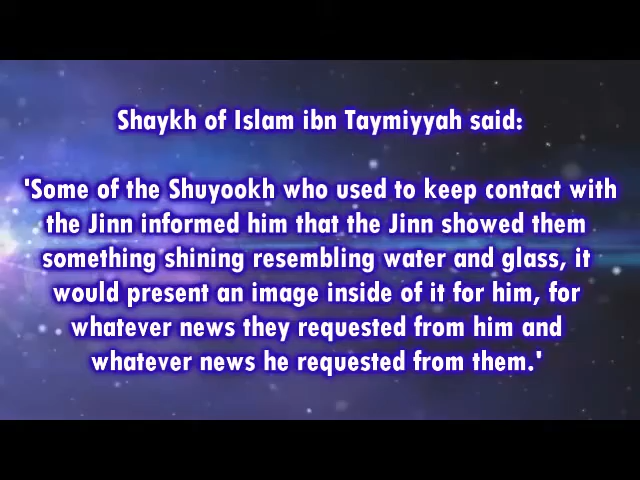 Shaykh of Islam ibn Taymiyyah said:
'Some of the Shuyookh who used to keep contact with
the Jinn informed him that the Jinn showed them
something shining resembling water and glass, it
would present an image inside of it for him, for
whatever news they requested from him and
whatever news he requested from them.'